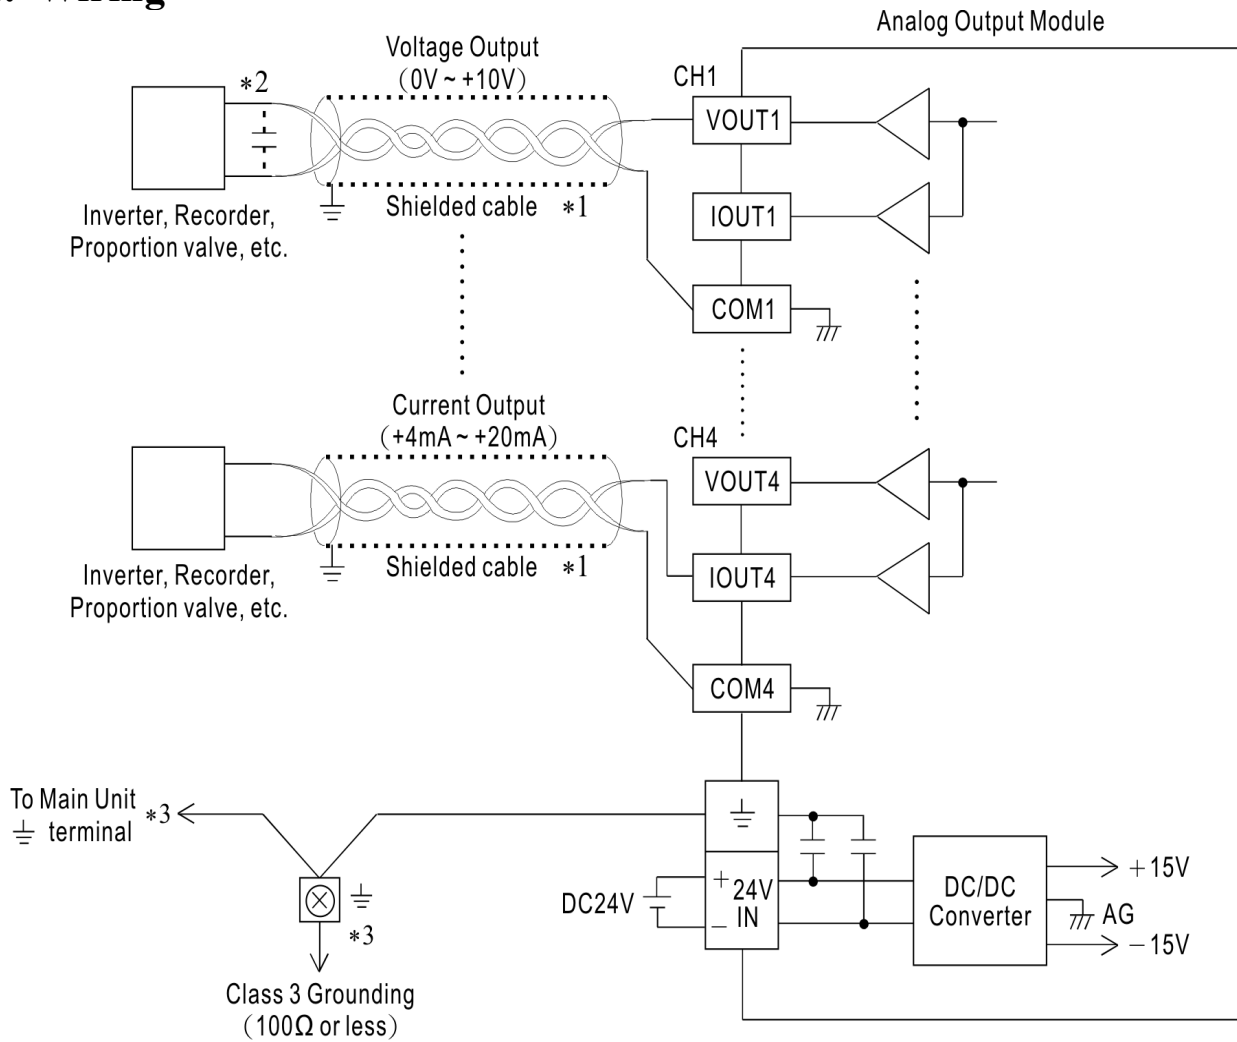 Wiring
Analog Output Module
Voltage Output
(0V ~ +10V)
*2
CH1
VOUT1
IOUT1
COM1
Shielded cable *1
Inverter, Recorder,
Proportion valve, etc.
Current Output
(+4mA ~ +20mA)
CH4
VOUT4
IOUT4
COM4
Shielded cable *1
Inverter, Recorder,
Proportion valve, etc.
To Main Unit
terminal
*3
*3
Class 3 Grounding
(100Ω or less)
DC24V
+ 24V
− IN
DC/DC
Converter
+15V
AG
−15V